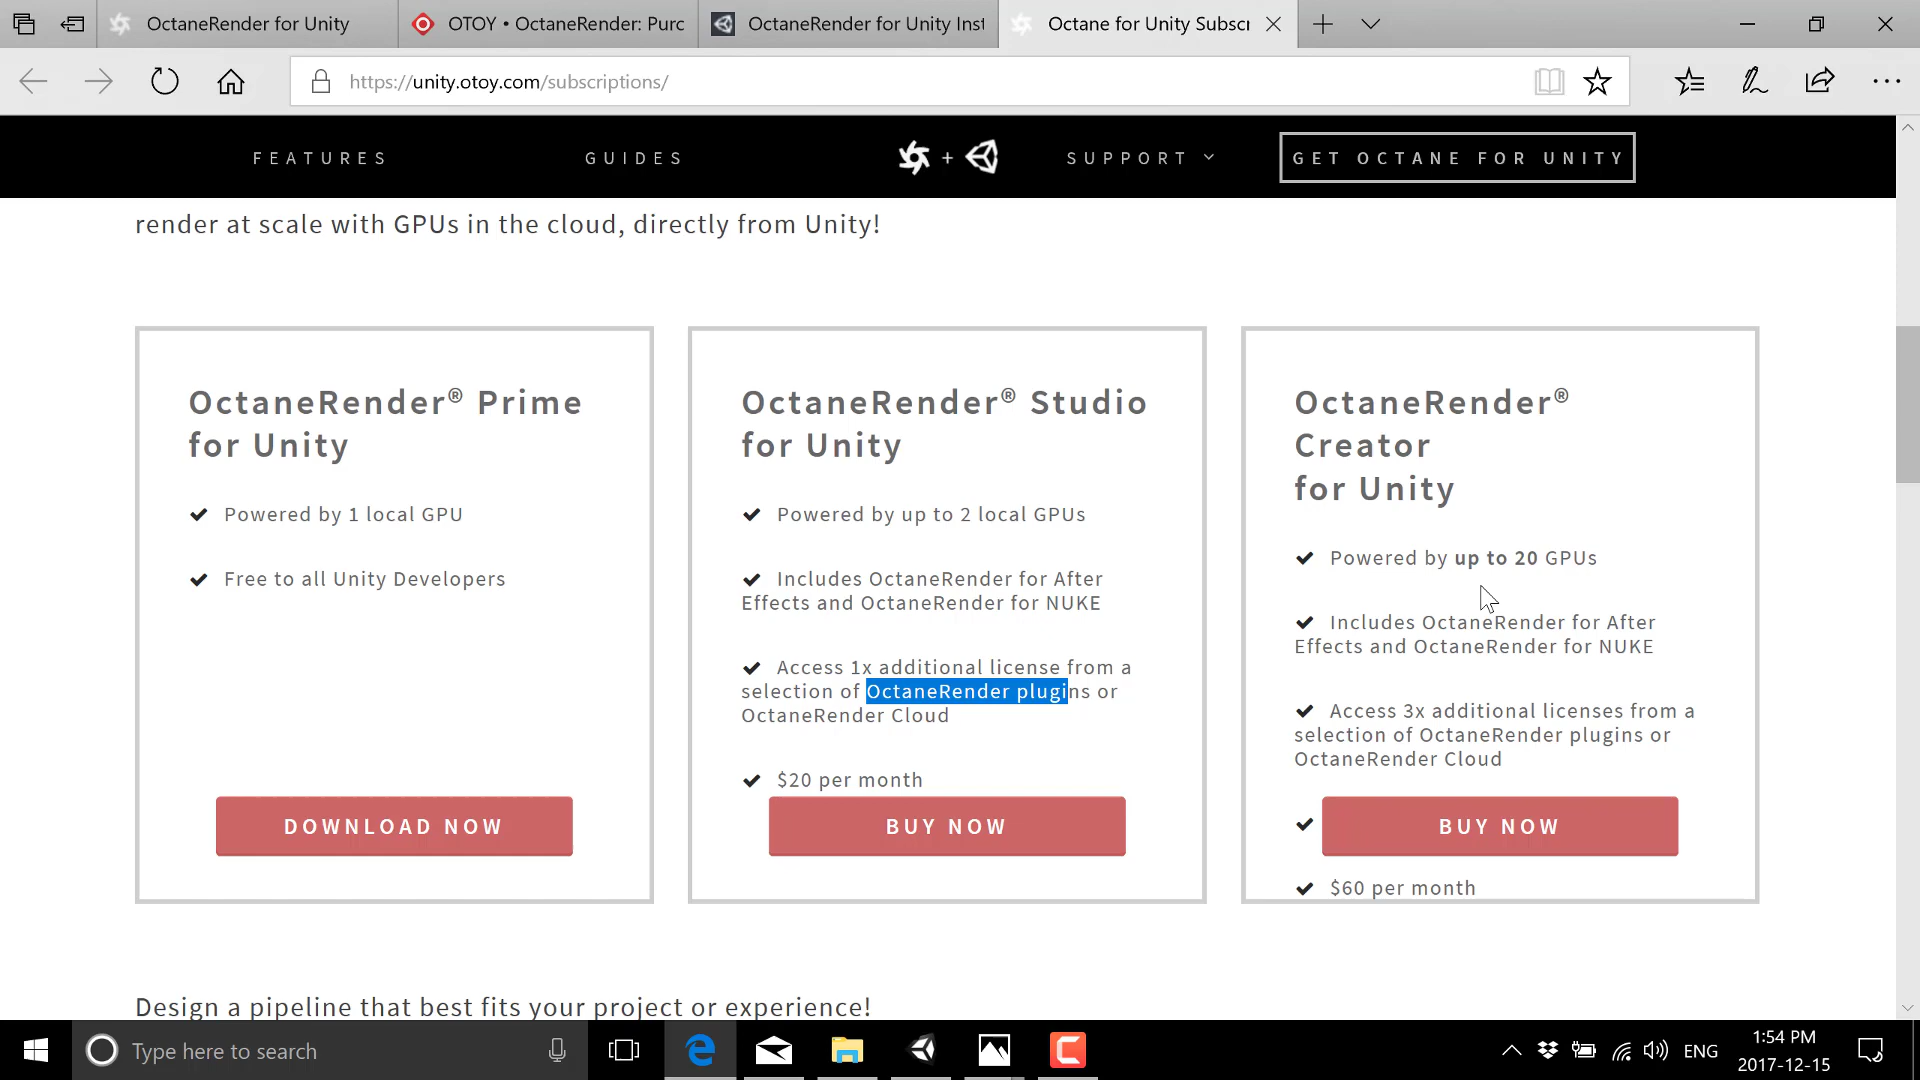 OctaneRender for Unity
OTOY • OctaneRender: Purc
OctaneRender for Unity Inst
Octane for Unity Subscr
https://unity.otoy.com/subscriptions/
FEATURES
GUIDES
+
SUPPORT
GET OCTANE FOR UNITY
render at scale with GPUs in the cloud, directly from Unity!
OctaneRender® Prime
for Unity
Powered by 1 local GPU
Free to all Unity Developers
DOWNLOAD NOW
OctaneRender® Studio
for Unity
Powered by up to 2 local GPUs
Includes OctaneRender for After
Effects and OctaneRender for NUKE
Access 1x additional license from a
selection of OctaneRender plugins or
OctaneRender Cloud
$20 per month
BUY NOW
OctaneRender®
Creator
for Unity
Powered by up to 20 GPUs
Includes OctaneRender for After
Effects and OctaneRender for NUKE
Access 3x additional licenses from a
selection of OctaneRender plugins or
OctaneRender Cloud
BUY NOW
$60 per month
Design a pipeline that best fits your project or experience!
Type here to search
ENG
1:54 PM
2017-12-15